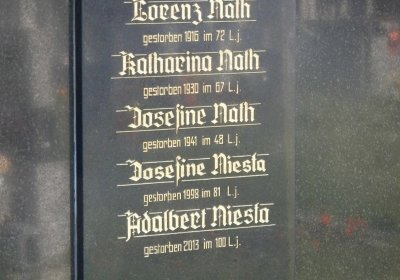 Lorenz Nath
gestorben 1916 im 72 L.j.
Katharina Nath
gestorben 1930 im 67 L.j.
Josefine Nath
gestorben 1941 im 48 L.j.
Josefine Niesta
gestorben 1998 im 81 L.j.
Adalbert Niesta
gestorben 2013 im 100 L.j.